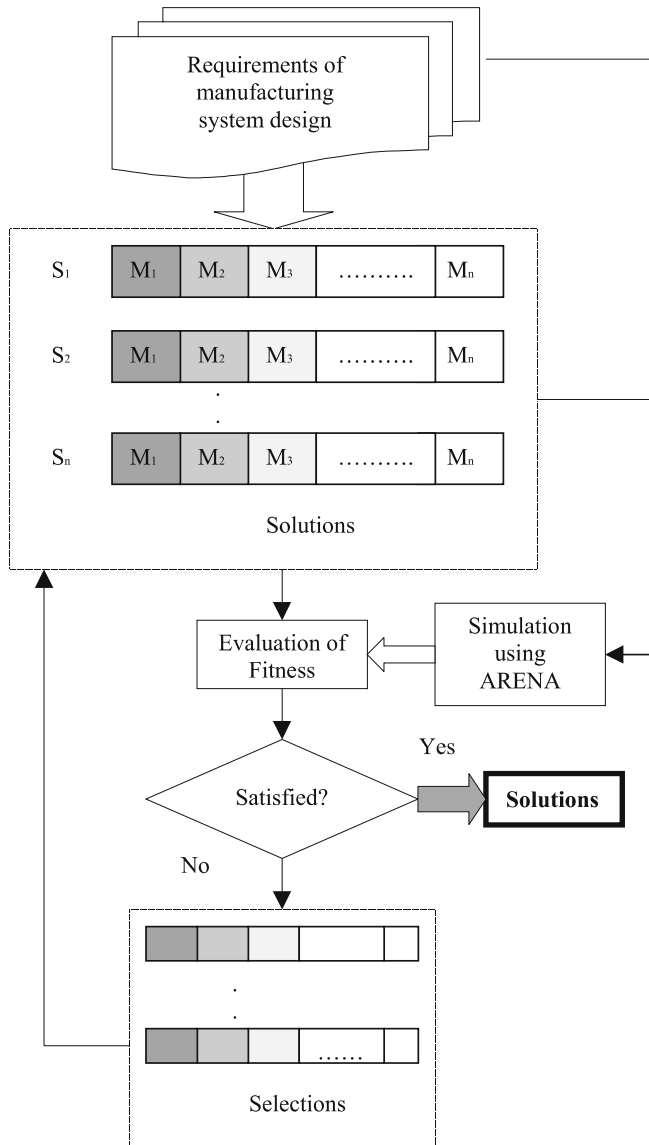 Requirements of
manufacturing
system design
S1 M1 M2 M3 .......... Mn
S2 M1 M2 M3 .......... Mn
.
.
Sn M1 M2 M3 .......... Mn
Solutions
Evaluation of
Fitness
Simulation
using
ARENA
Yes
Satisfied?
Solutions
No
.
.
......
Selections